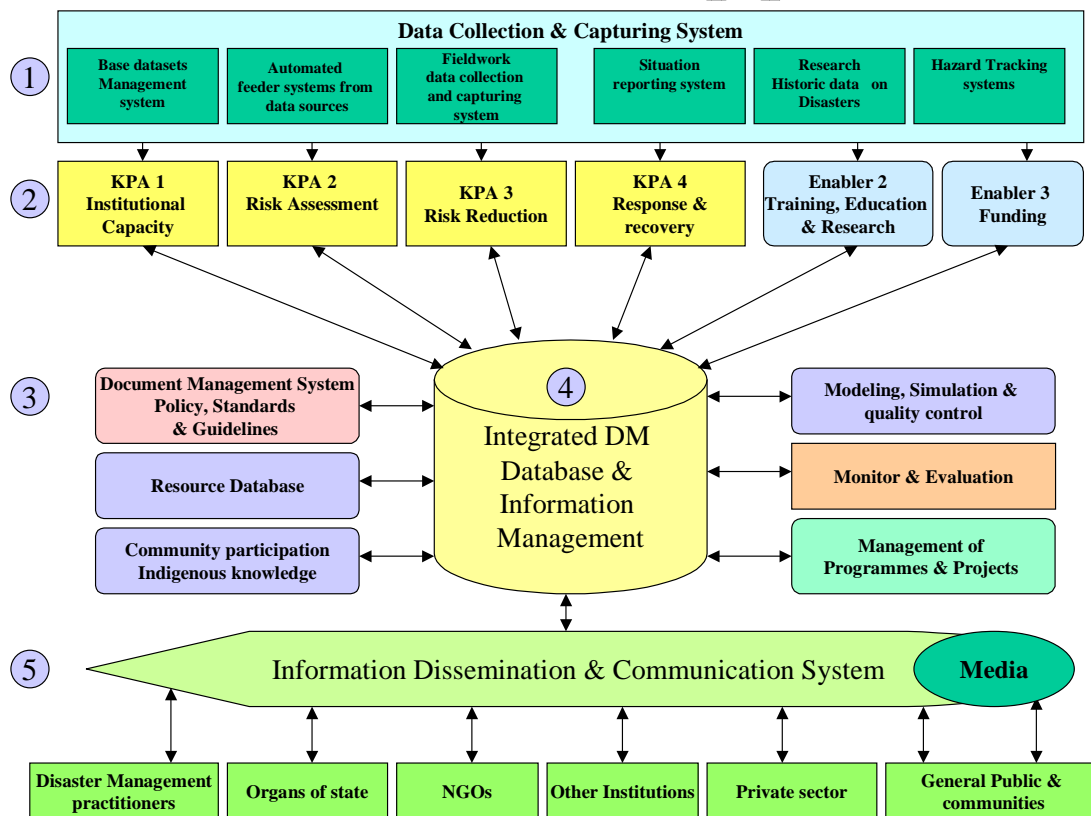 Data Collection & Capturing System
1
Base datasets
Management
system
Automated
feeder systems from
data sources
Fieldwork
data collection
and capturing
system
Situation
reporting system
Research
Historic data on
Disasters
Hazard Tracking
systems
2
KPA 1
Institutional
Capacity
KPA 2
Risk Assessment
KPA 3
Risk Reduction
KPA 4
Response &
recovery
Enabler 2
Training, Education
& Research
Enabler 3
Funding
3
Document Management System
Policy, Standards
& Guidelines
Resource Database
Community participation
Indigenous knowledge
4
Integrated DM
Database &
Information
Management
Modeling, Simulation &
quality control
Monitor & Evaluation
Management of
Programmes & Projects
5
Information Dissemination & Communication System
Media
Disaster Management
practitioners
Organs of state
NGOs
Other Institutions
Private sector
General Public &
communities